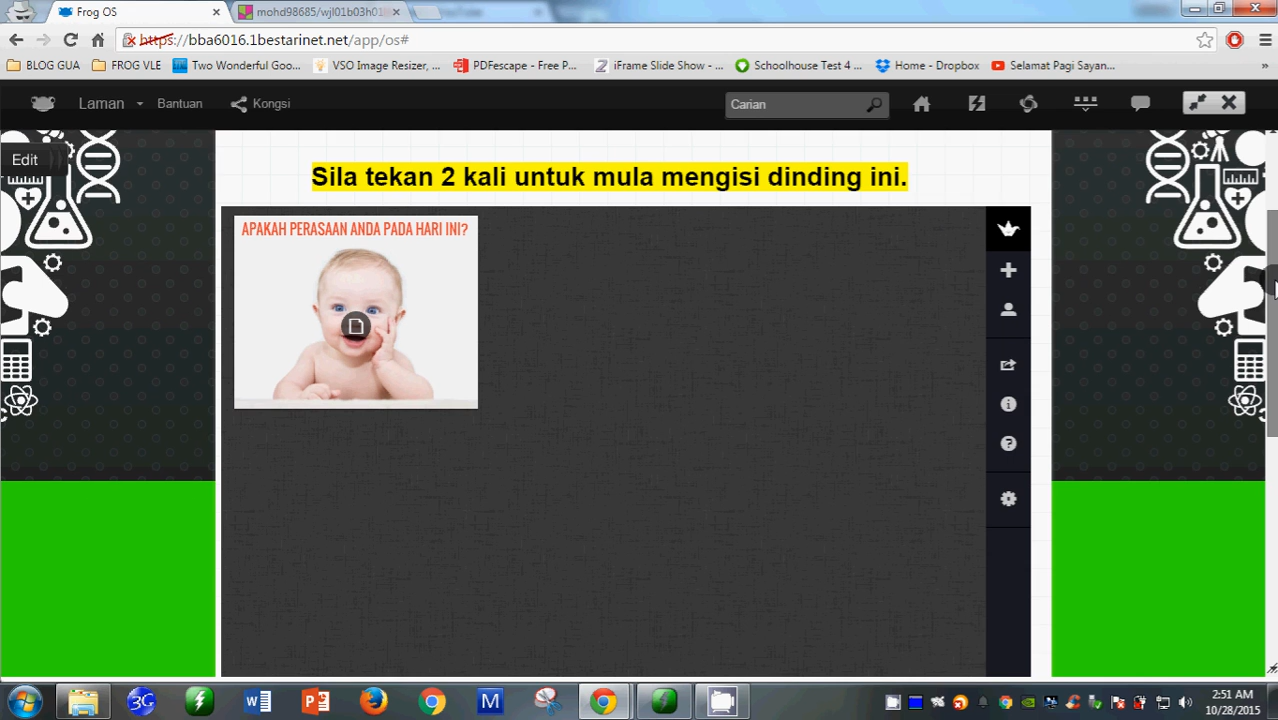 Frog OS
mohd98685/wjl01b03h01
https://bba6016.1bestarinet.net/app/os#
BLOG GUA
FROG VLE
Two Wonderful Goo...
VSO Image Resizer, ...
PDFescape - Free P...
iFrame Slide Show - ...
Schoolhouse Test 4 ...
Home - Dropbox
Selamat Pagi Sayan...
»
Laman
Bantuan
Kongsi
Carian
Edit
Sila tekan 2 kali untuk mula mengisi dinding ini.
APAKAH PERASAAN ANDA PADA HARI INI?
3G
W
P
M
2:51 AM
10/28/2015